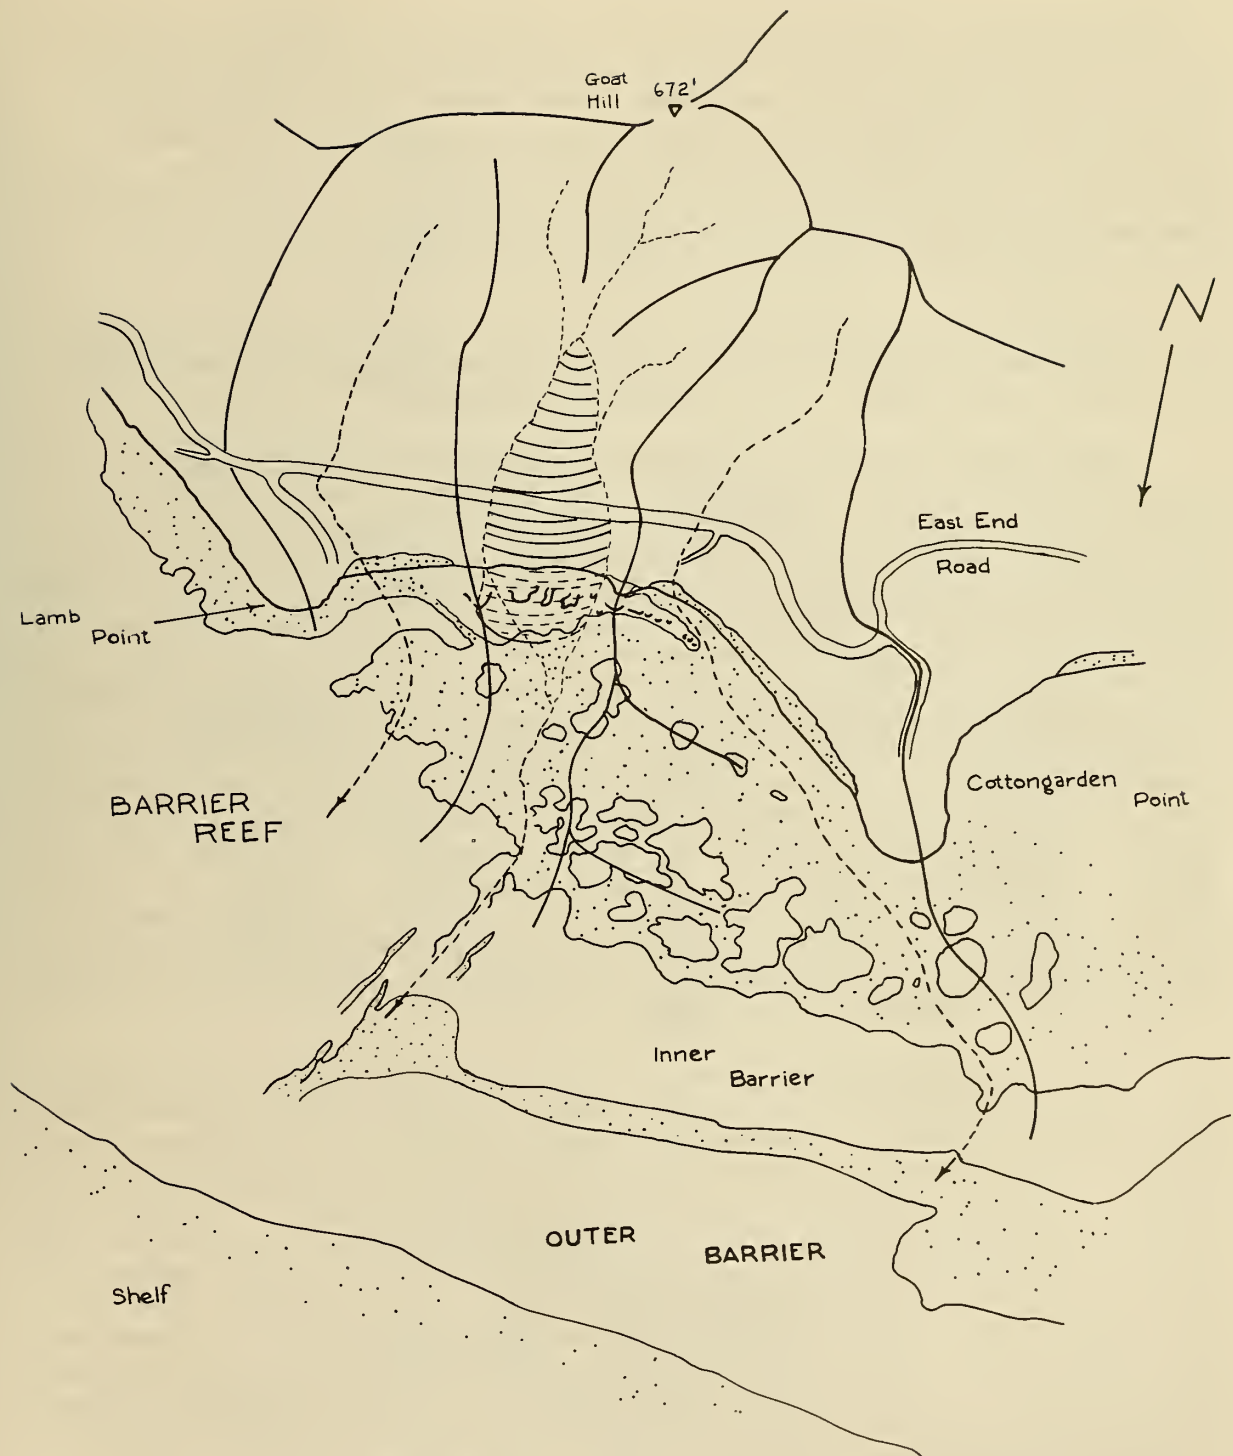 Goat
Hill
672'
N
East End
Road
Lamb
Point
Cottongarden
Point
BARRIER
REEF
Inner
Barrier
OUTER
BARRIER
Shelf